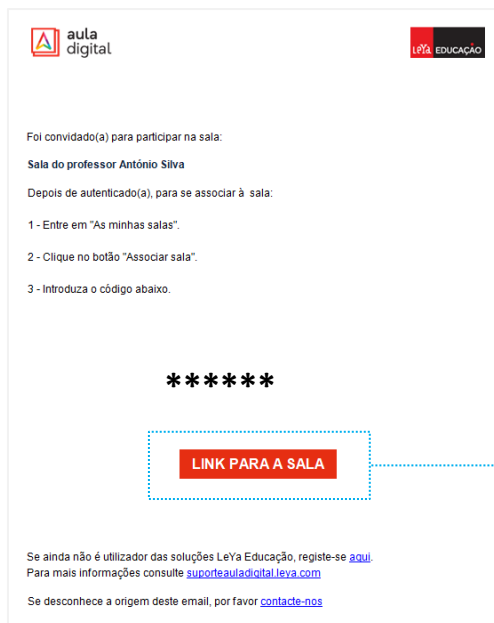 aula
digital
LeYa EDUCAÇÃO
Foi convidado(a) para participar na sala:
Sala do professor António Silva
Depois de autenticado(a), para se associar à sala:
1 - Entre em "As minhas salas".
2 - Clique no botão "Associar sala".
3 - Introduza o código abaixo.
******
LINK PARA A SALA
Se ainda não é utilizador das soluções LeYa Educação, registe-se aqui.
Para mais informações consulte suporteauladigital.leya.com
Se desconhece a origem deste email, por favor contacte-nos